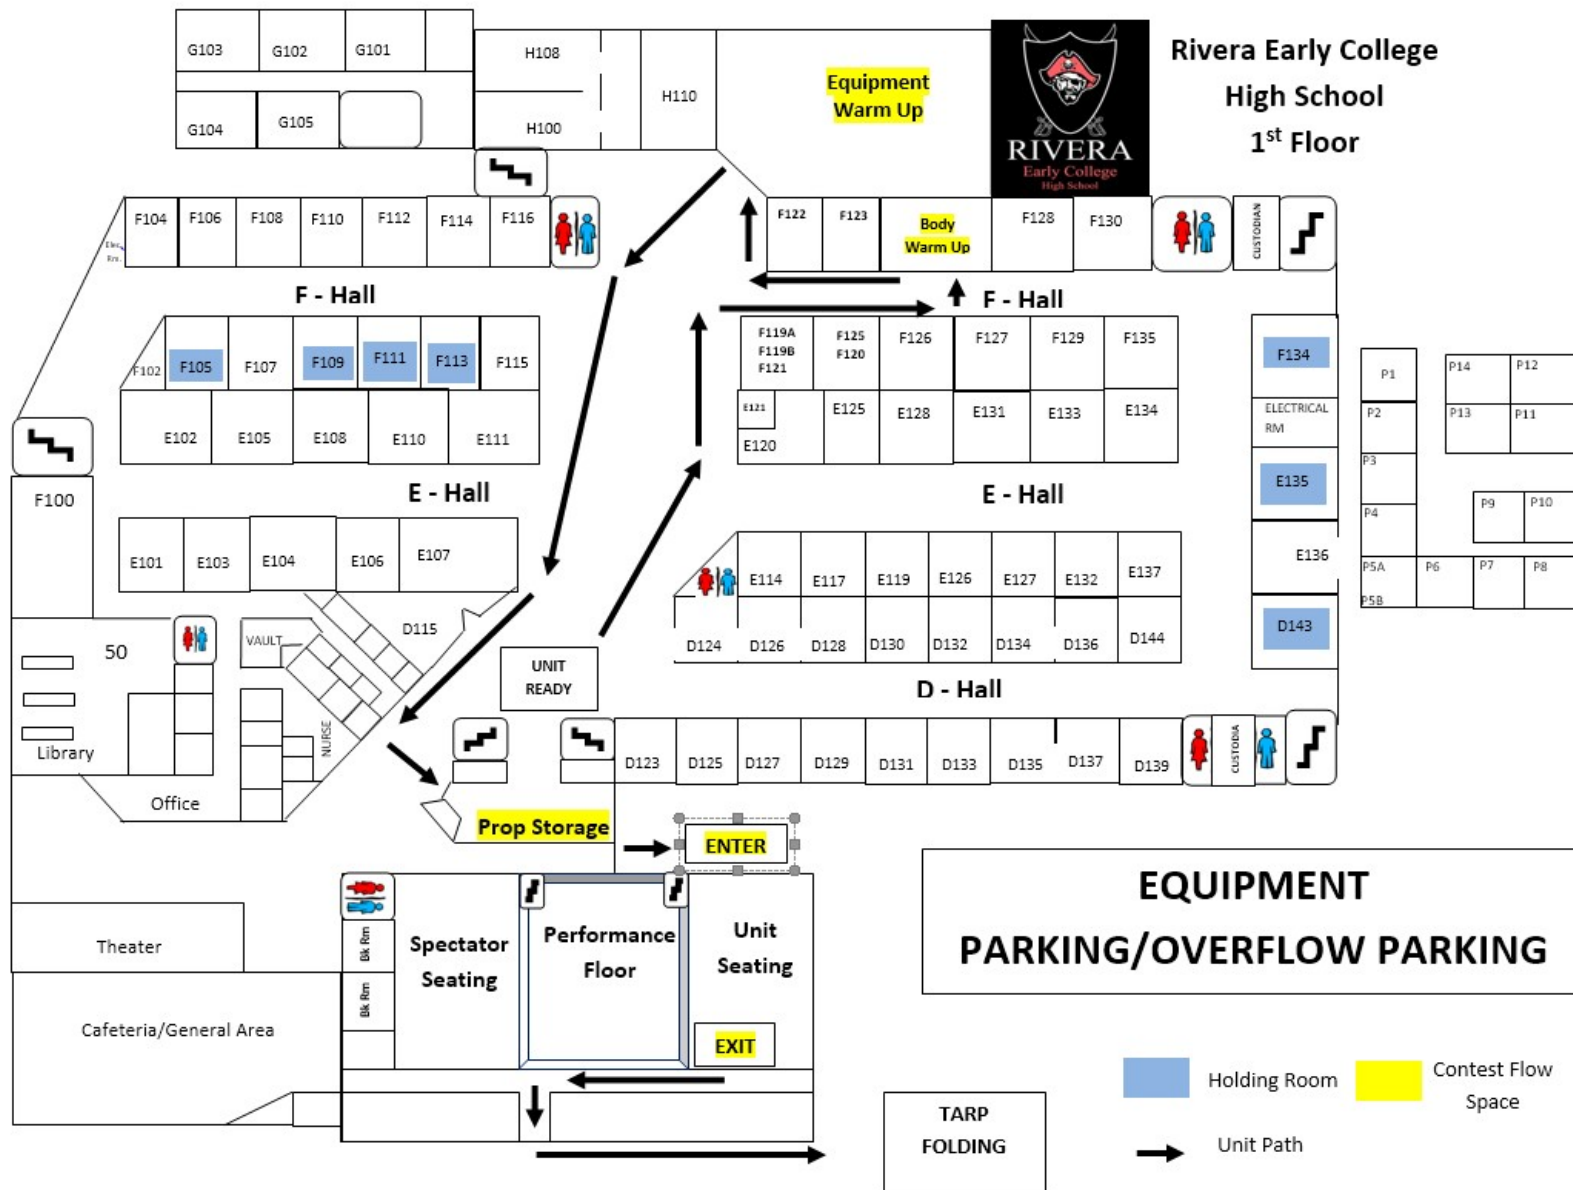 Rivera Early College
High School
1st Floor
RIVERA
Early College
High School
G103
G102
G101
G104
G105
H108
H100
H110
Equipment
Warm Up
F104
F106
F108
F110
F112
F114
F116
Elec.
Rm.
F122
F123
Body
Warm Up
F128
F130
CUSTODIAN
F - Hall
F - Hall
F102
F105
F107
F109
F111
F113
F115
F119A
F119B
F121
F125
F120
F126
F127
F129
F135
F134
E102
E105
E108
E110
E111
E121
E120
E125
E128
E131
E133
E134
ELECTRICAL
RM
E135
E136
D143
P1
P2
P3
P4
P5A
P5B
P6
P7
P8
P9
P10
P14
P12
P13
P11
E - Hall
E - Hall
F100
E101
E103
E104
E106
E107
E114
E117
E119
E126
E127
E132
E137
D124
D126
D128
D130
D132
D134
D136
D144
50
Library
VAULT
D115
NURSE
Office
UNIT
READY
D - Hall
D123
D125
D127
D129
D131
D133
D135
D137
D139
CUSTODIA
Prop Storage
ENTER
EQUIPMENT
PARKING/OVERFLOW PARKING
Theater
Cafeteria/General Area
Bk Rm
Bk Rm
Spectator
Seating
Performance
Floor
Unit
Seating
EXIT
TARP
FOLDING
Holding Room
Contest Flow
Space
Unit Path